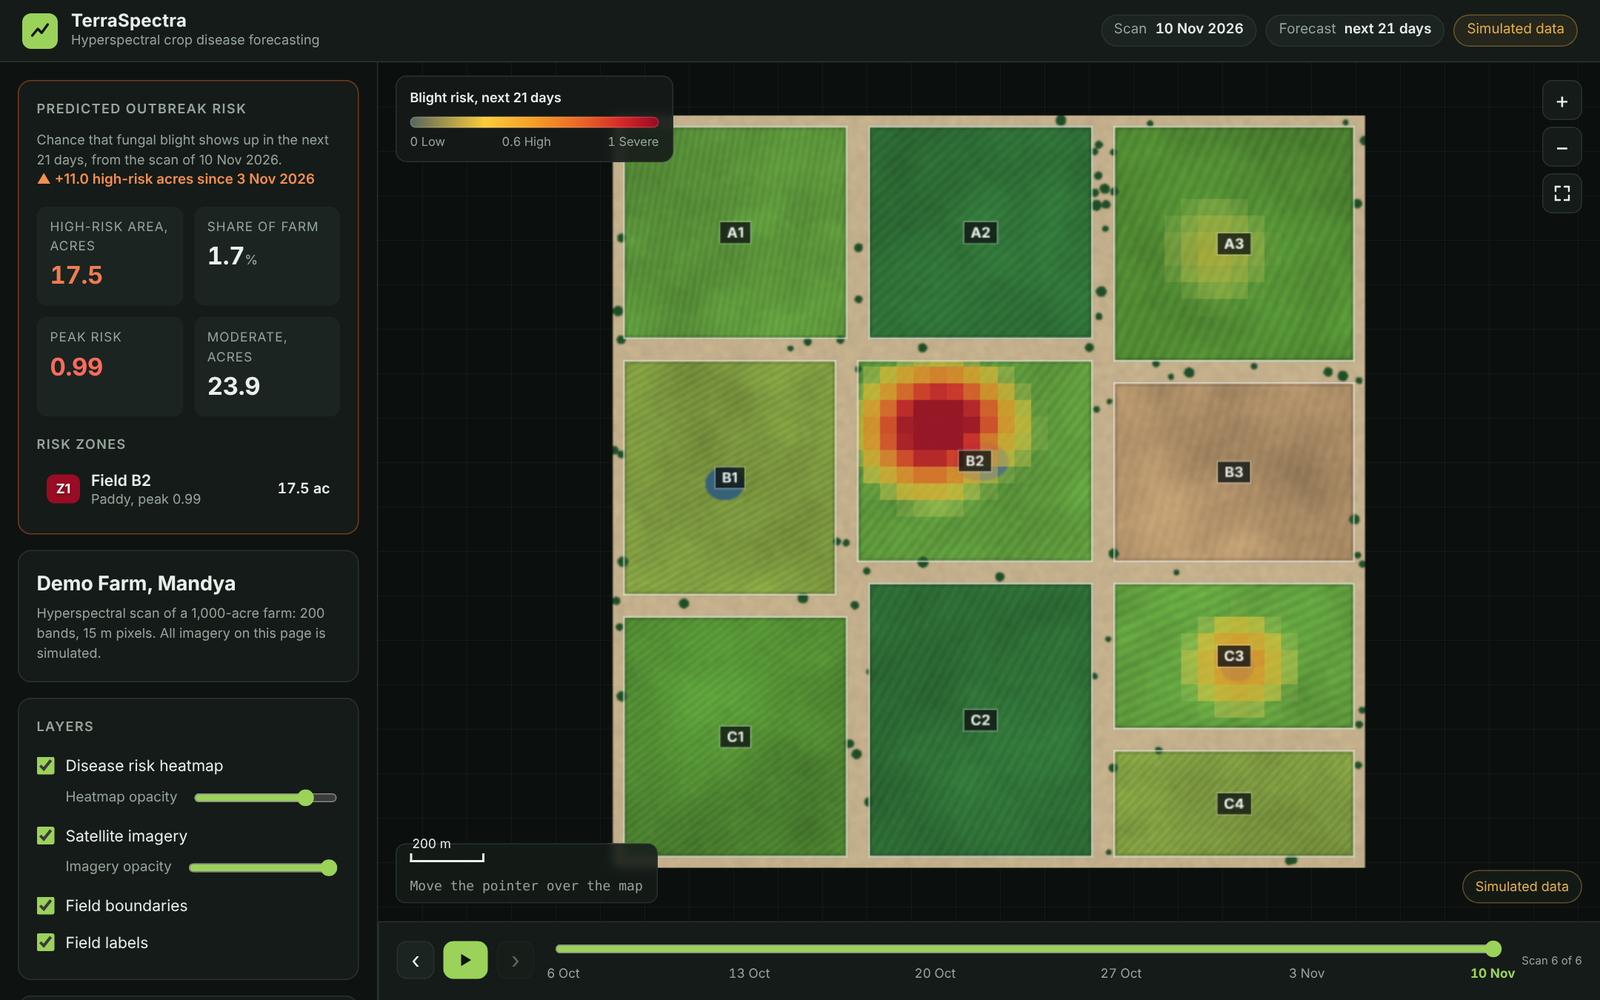 TerraSpectra
Hyperspectral crop disease forecasting
Scan 10 Nov 2026
Forecast next 21 days
Simulated data
PREDICTED OUTBREAK RISK
Chance that fungal blight shows up in the next
21 days, from the scan of 10 Nov 2026.
▲ +11.0 high-risk acres since 3 Nov 2026
HIGH-RISK AREA,
ACRES
17.5
SHARE OF FARM
1.7%
PEAK RISK
0.99
MODERATE,
ACRES
23.9
RISK ZONES
Z1
Field B2
Paddy, peak 0.99
17.5 ac
Demo Farm, Mandya
Hyperspectral scan of a 1,000-acre farm: 200
bands, 15 m pixels. All imagery on this page is
simulated.
LAYERS
Disease risk heatmap
Heatmap opacity
Satellite imagery
Imagery opacity
Field boundaries
Field labels
Blight risk, next 21 days
0 Low 0.6 High 1 Severe
A1
A2
A3
B1
B2
B3
C1
C2
C3
C4
200 m
Move the pointer over the map
Simulated data
6 Oct 13 Oct 20 Oct 27 Oct 3 Nov 10 Nov
Scan 6 of 6